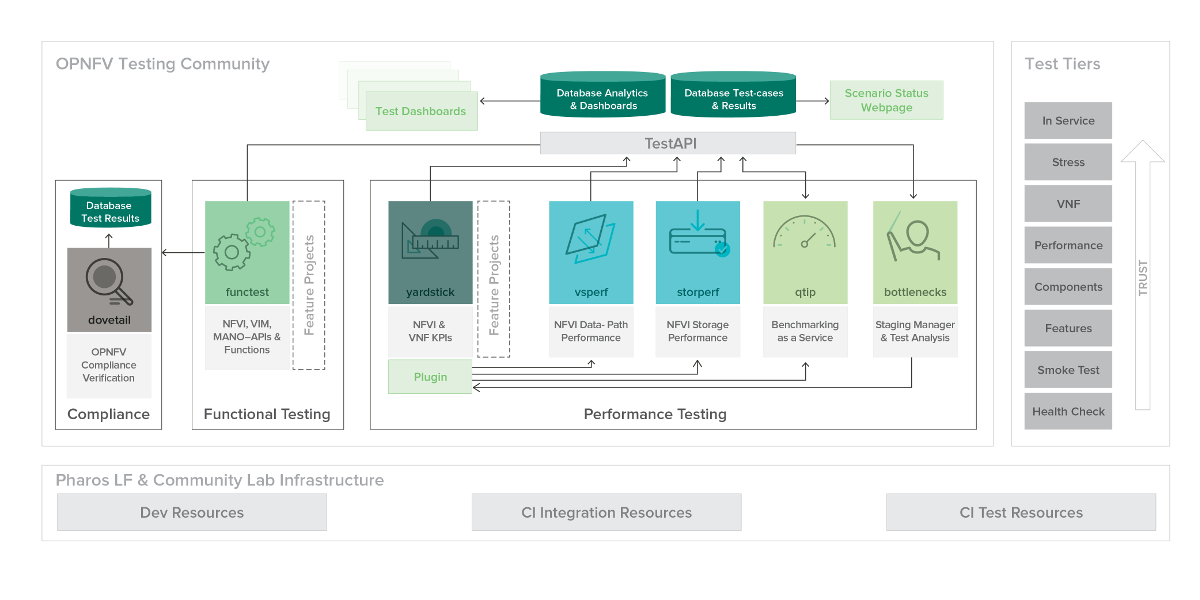 OPNFV Testing Community
Test Dashboards
Database Analytics
& Dashboards
Database Test-cases
& Results
Scenario Status
Webpage
TestAPI
Database
Test Results
dovetail
OPNFV
Compliance
Verification
Compliance
functest
NFVI, VIM,
MANO–APIs &
Functions
Feature Projects
Functional Testing
yardstick
NFVI &
VNF KPIs
Plugin
Feature Projects
vsperf
NFVI Data- Path
Performance
storperf
NFVI Storage
Performance
qtip
Benchmarking
as a Service
bottlenecks
Staging Manager
& Test Analysis
Performance Testing
Test Tiers
In Service
Stress
VNF
Performance
Components
Features
Smoke Test
Health Check
TRUST
Pharos LF & Community Lab Infrastructure
Dev Resources
CI Integration Resources
CI Test Resources